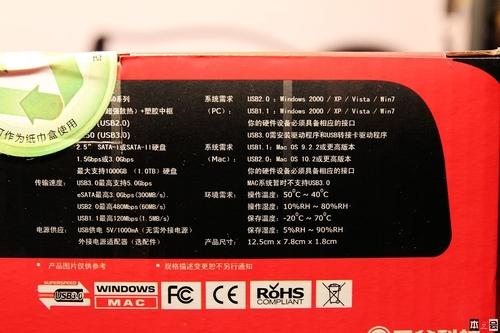 0系列
超强散热）+塑胶中框
(USB2.0)
50 (USB3.0)
2.5" SATA-I或SATA-II硬盘
1.5Gbps或3.0Gbps
最大支持1000GB (1.0TB) 硬盘
传输速度： USB3.0最高支持5.0Gbps
eSATA最高3.0Gbps(300MB/S)
USB2.0 最高480Mbps(60MB/S)
USB1.1最高120Mbps(1.5MB/s)
电源供应： USB供电 5V/1000mA (无需外接电源)
外接电源适配器 (选配件)
系统需求 USB2.0 : Windows 2000 / XP / Vista / Win7
（PC）： USB1.1 : Windows 2000 / XP / Vista / Win7
你的硬件设备必须具备相应的接口
USB3.0需安装驱动程序和USB转接卡驱动程序
系统需求 USB1.1: Mac OS 9.2.2或更高版本
（Mac）： USB2.0: Mac OS 10.2或更高版本
你的硬件设备必须具备相应的接口
MAC系统暂时不支持USB3.0
环境需求： 操作温度: 50°C ~ 40°C
操作湿度: 10%RH ~ 80%RH
保存温度: -20°C ~ 70°C
保存湿度: 5%RH ~ 90%RH
产品尺寸： 12.5cm x 7.8cm x 1.8cm
可作为纸巾盒使用
* 产品图片仅供参考 * 规格描述变更恕不另行通知
SUPERSPEED
USB3.0
WINDOWS
MAC
FC
CE
RoHS
COMPLIANT